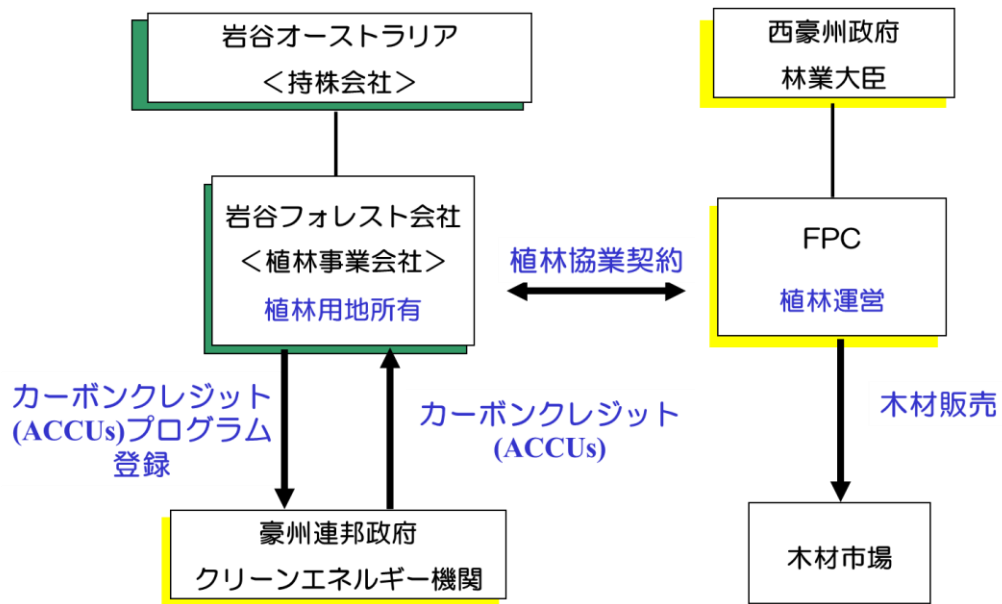 岩谷オーストラリア
＜持株会社＞
西豪州政府
林業大臣
岩谷フォレスト会社
＜植林事業会社＞
植林用地所有
植林協業契約
FPC
植林運営
カーボンクレジット
(ACCUs)プログラム
登録
カーボンクレジット
(ACCUs)
木材販売
豪州連邦政府
クリーンエネルギー機関
木材市場